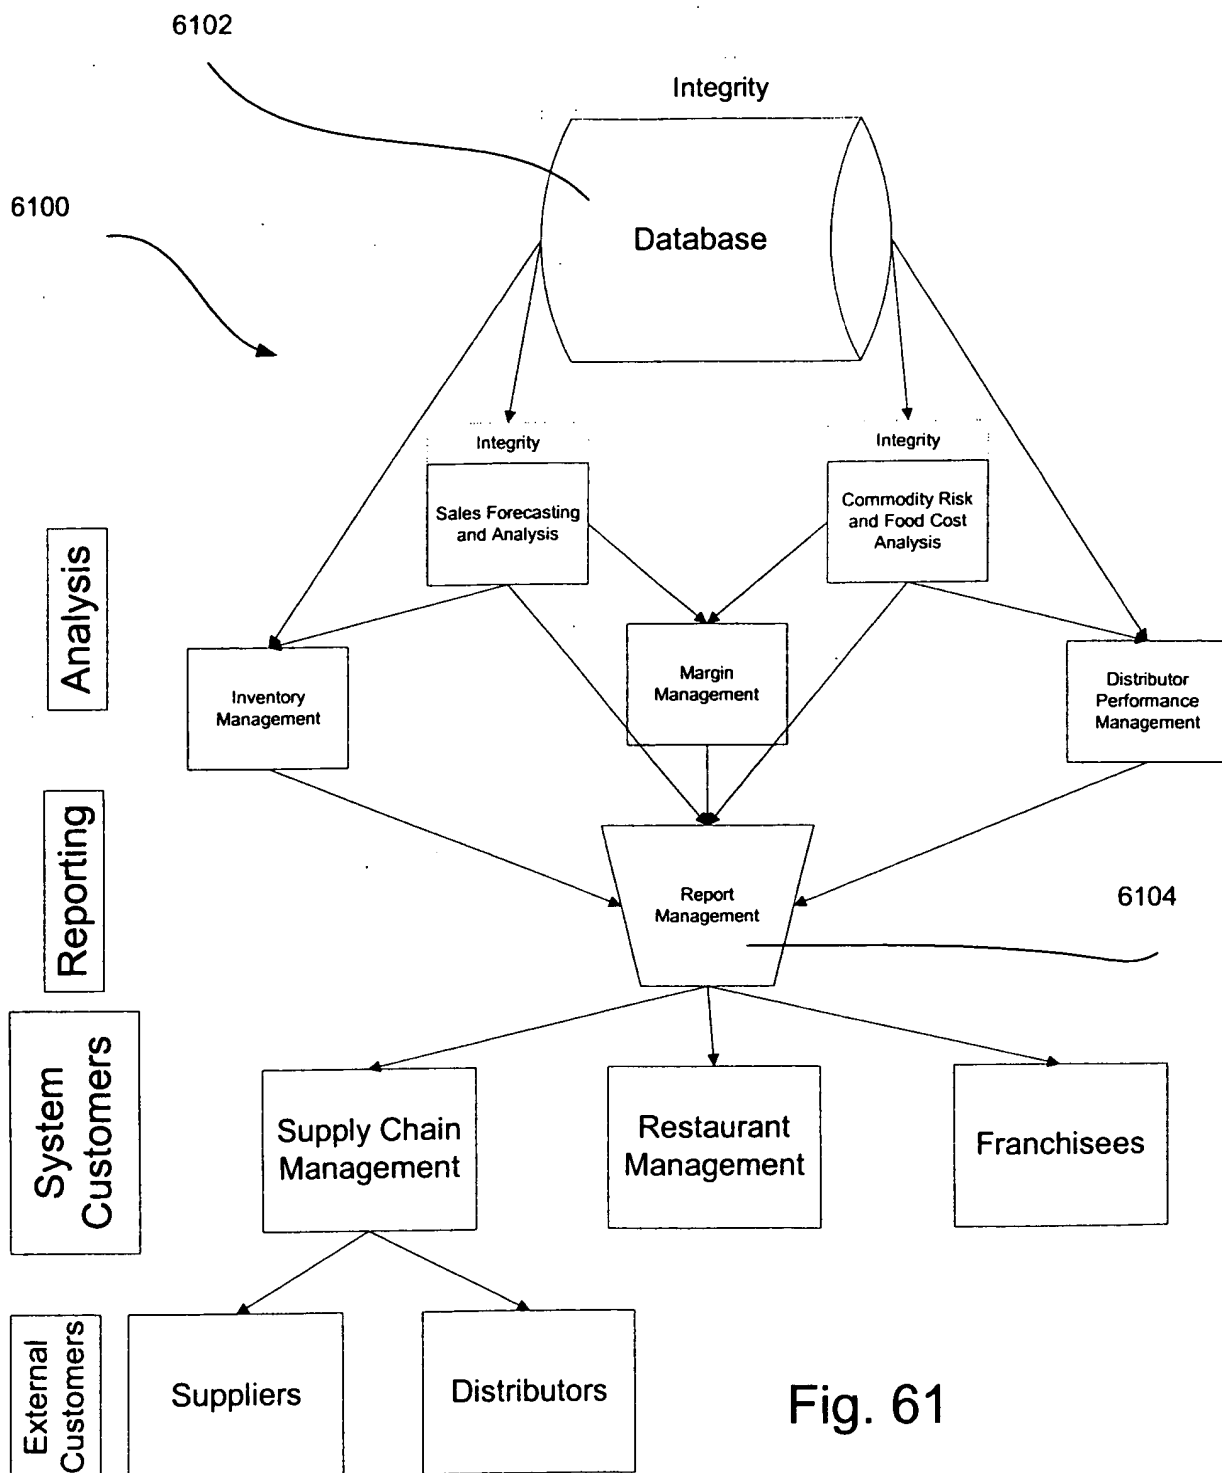 6102
Integrity
6100
Database
Integrity
Integrity
Sales Forecasting
and Analysis
Commodity Risk
and Food Cost
Analysis
Analysis
Inventory
Management
Margin
Management
Distributor
Performance
Management
Reporting
Report
Management
6104
System
Customers
Supply Chain
Management
Restaurant
Management
Franchisees
External
Customers
Suppliers
Distributors
Fig. 61